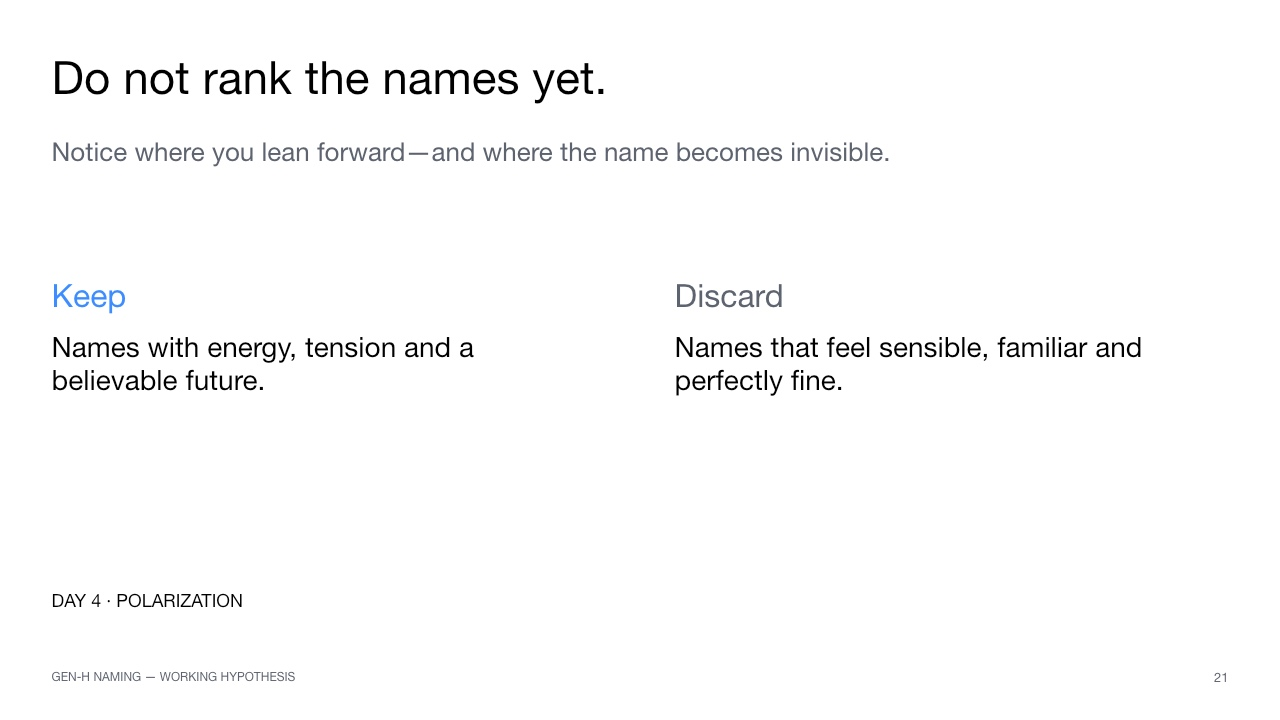 Do not rank the names yet.
Notice where you lean forward—and where the name becomes invisible.
Keep
Names with energy, tension and a
believable future.
Discard
Names that feel sensible, familiar and
perfectly fine.
DAY 4 · POLARIZATION
GEN-H NAMING — WORKING HYPOTHESIS
21